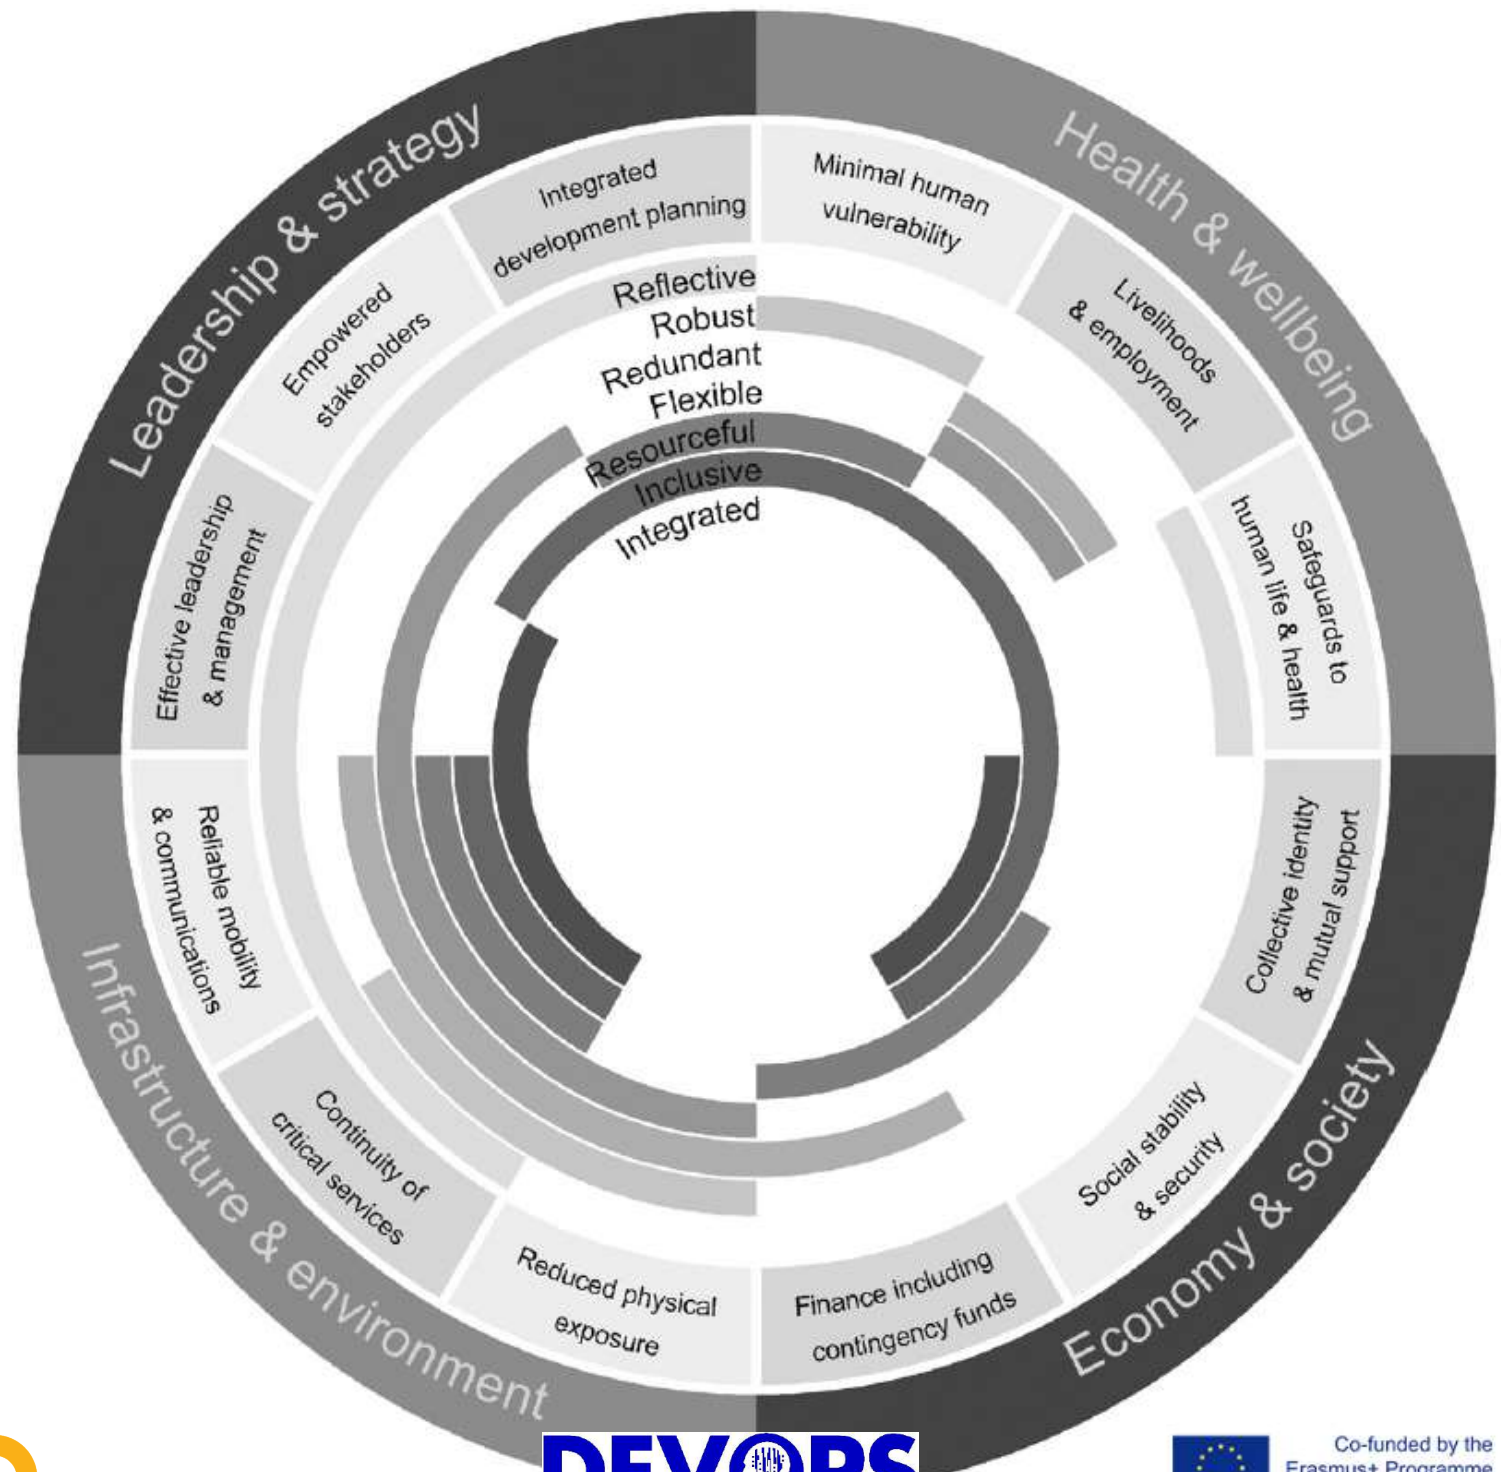 Leadership & strategy
Health & wellbeing
Integrated
development planning
Minimal human
vulnerability
Empowered
stakeholders
Livelihoods
& employment
Effective leadership
& management
Safeguards to
human life & health
Reflective
Robust
Redundant
Flexible
Resourceful
Inclusive
Integrated
Reliable mobility
& communications
Collective identity
& mutual support
Continuity of
critical services
Social stability
& security
Reduced physical
exposure
Finance including
contingency funds
Infrastructure & environment
Economy & society
DEVOPS
Co-funded by the
Erasmus+ Programme